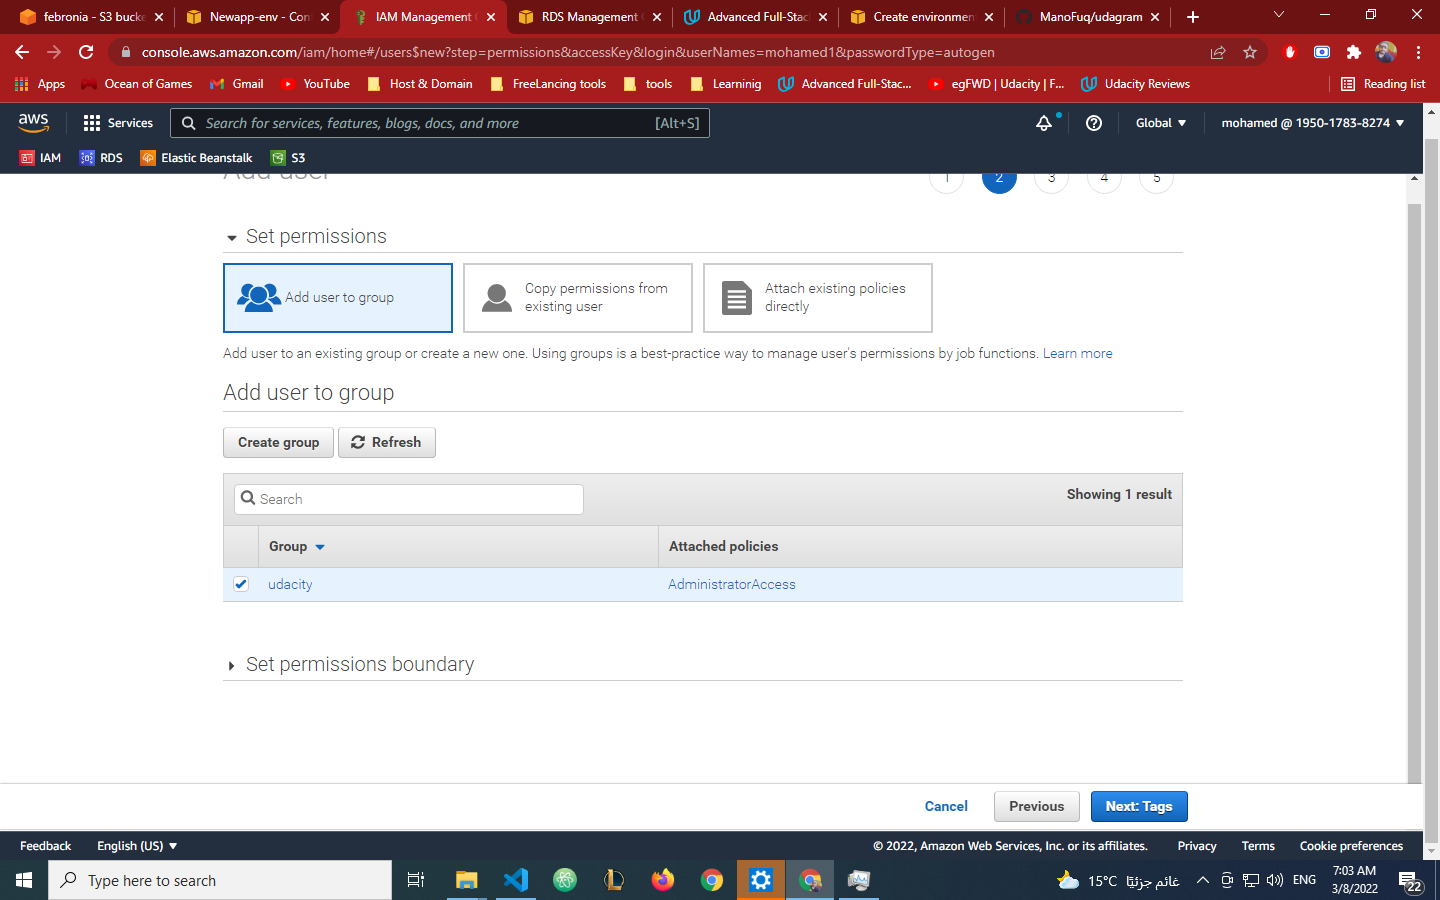 febronia - S3 bucke
Newapp-env - Con
IAM Management
RDS Management
Advanced Full-Stac
Create environmen
ManoFuq/udagram
console.aws.amazon.com/iam/home#/users$new?step=permissions&accessKey&login&userNames=mohamed1&passwordType=autogen
Apps
Ocean of Games
Gmail
YouTube
Host & Domain
FreeLancing tools
tools
Learninig
Advanced Full-Stac...
egFWD | Udacity | F...
Udacity Reviews
Reading list
aws
Services
Search for services, features, blogs, docs, and more
[Alt+S]
Global
mohamed @ 1950-1783-8274
IAM
RDS
Elastic Beanstalk
S3
Add user
1
2
3
4
5
Set permissions
Add user to group
Copy permissions from
existing user
Attach existing policies
directly
Add user to an existing group or create a new one. Using groups is a best-practice way to manage user's permissions by job functions. Learn more
Add user to group
Create group
Refresh
Search
Showing 1 result
Group
Attached policies
udacity
AdministratorAccess
Set permissions boundary
Cancel
Previous
Next: Tags
Feedback
English (US)
© 2022, Amazon Web Services, Inc. or its affiliates.
Privacy
Terms
Cookie preferences
Type here to search
15°C
غائم جزئيًا
ENG
7:03 AM
3/8/2022
22